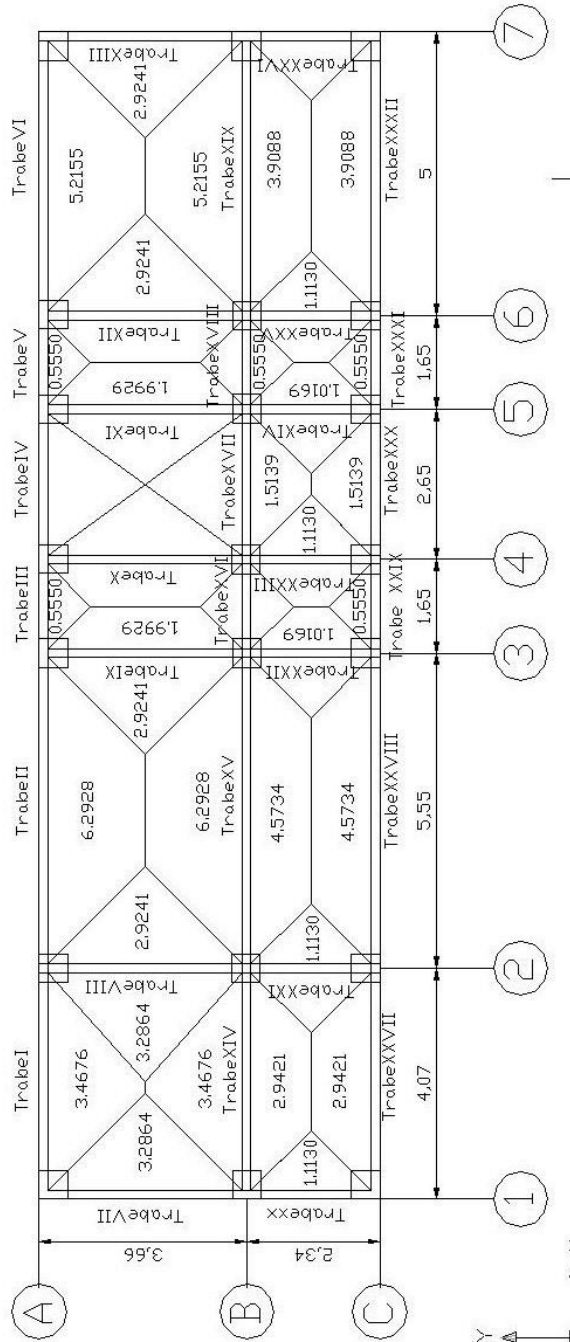 TrabeI TrabeII TrabeIII TrabeIV TrabeV TrabeVI
A
3.4676 6.2928 0.5550 0.5550 5.2155
TrabeVII 3.2864 3.2864 TrabeVIII 2.9241 2.9241 TrabeIX 1.9929 TrabeX TrabeXI 1.9929 TrabeXII 2.9241 2.9241 TrabeXIII
3,66
3.4676 6.2928 5.2155
TrabeXIV TrabeXV TrabeXVI TrabeXVII TrabeXVIII TrabeXIX
B
2.9421 4.5734 1.5139 0.5550 3.9088
Trabexx 1.1130 TrabeXXI 1.1130 TrabeXXII 1.0169 TrabeXXIII 1.1130 TrabeXIV 1.0169 TrabeXXV 1.1130 TrabeXXVI
2,34
2.9421 4.5734 0.5550 1.5139 0.5550 3.9088
C
TrabeXXVII TrabeXXVIII Trabe XXIX TrabeXXX TrabeXXXI TrabeXXXII
4,07 5,55 1,65 2,65 1,65 5
1 2 3 4 5 6 7
Y